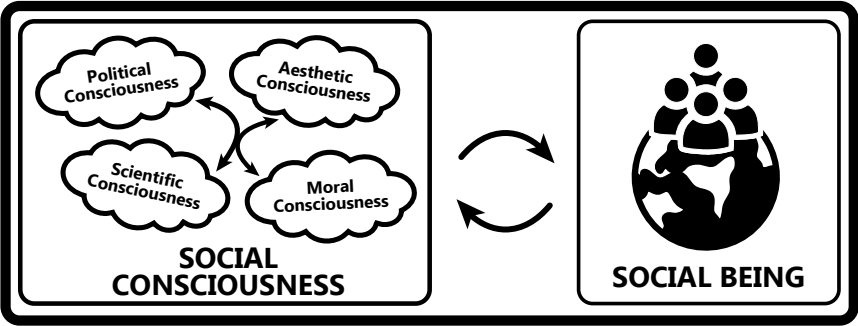 Political
Consciousness
Aesthetic
Consciousness
Scientific
Consciousness
Moral
Consciousness
SOCIAL
CONSCIOUSNESS
SOCIAL BEING